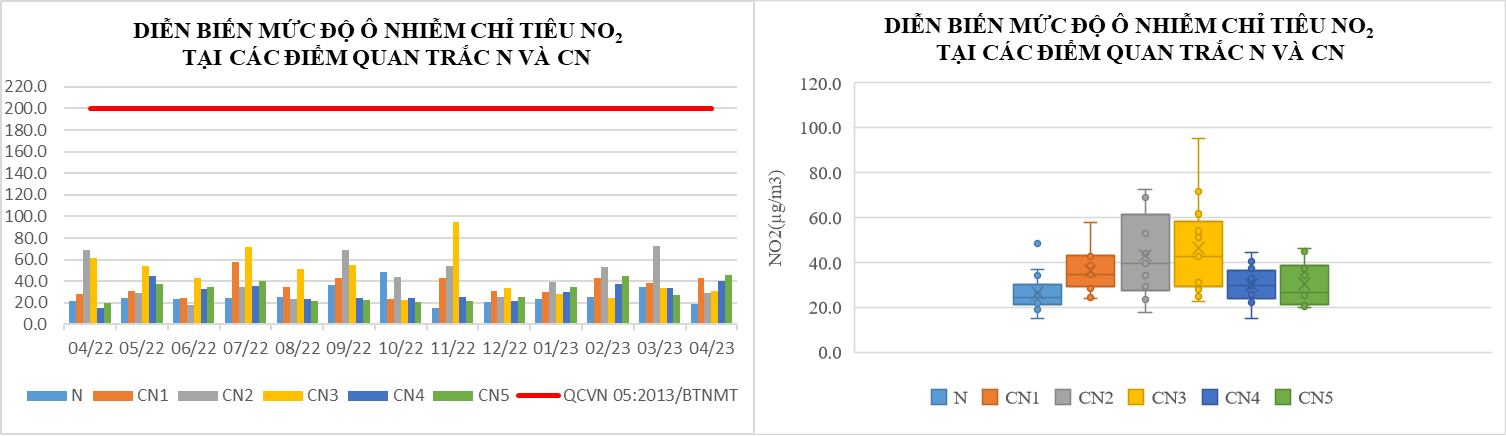 DIỄN BIẾN MỨC ĐỘ Ô NHIỄM CHỈ TIÊU NO₂
TẠI CÁC ĐIỂM QUAN TRẮC N VÀ CN
220.0
200.0
180.0
160.0
140.0
120.0
100.0
80.0
60.0
40.0
20.0
0.0
04/22 05/22 06/22 07/22 08/22 09/22 10/22 11/22 12/22 01/23 02/23 03/23 04/23
N CN1 CN2 CN3 CN4 CN5 QCVN 05:2013/BTNMT
DIỄN BIẾN MỨC ĐỘ Ô NHIỄM CHỈ TIÊU NO₂
TẠI CÁC ĐIỂM QUAN TRẮC N VÀ CN
NO2(µg/m3)
120.0
100.0
80.0
60.0
40.0
20.0
0.0
N CN1 CN2 CN3 CN4 CN5